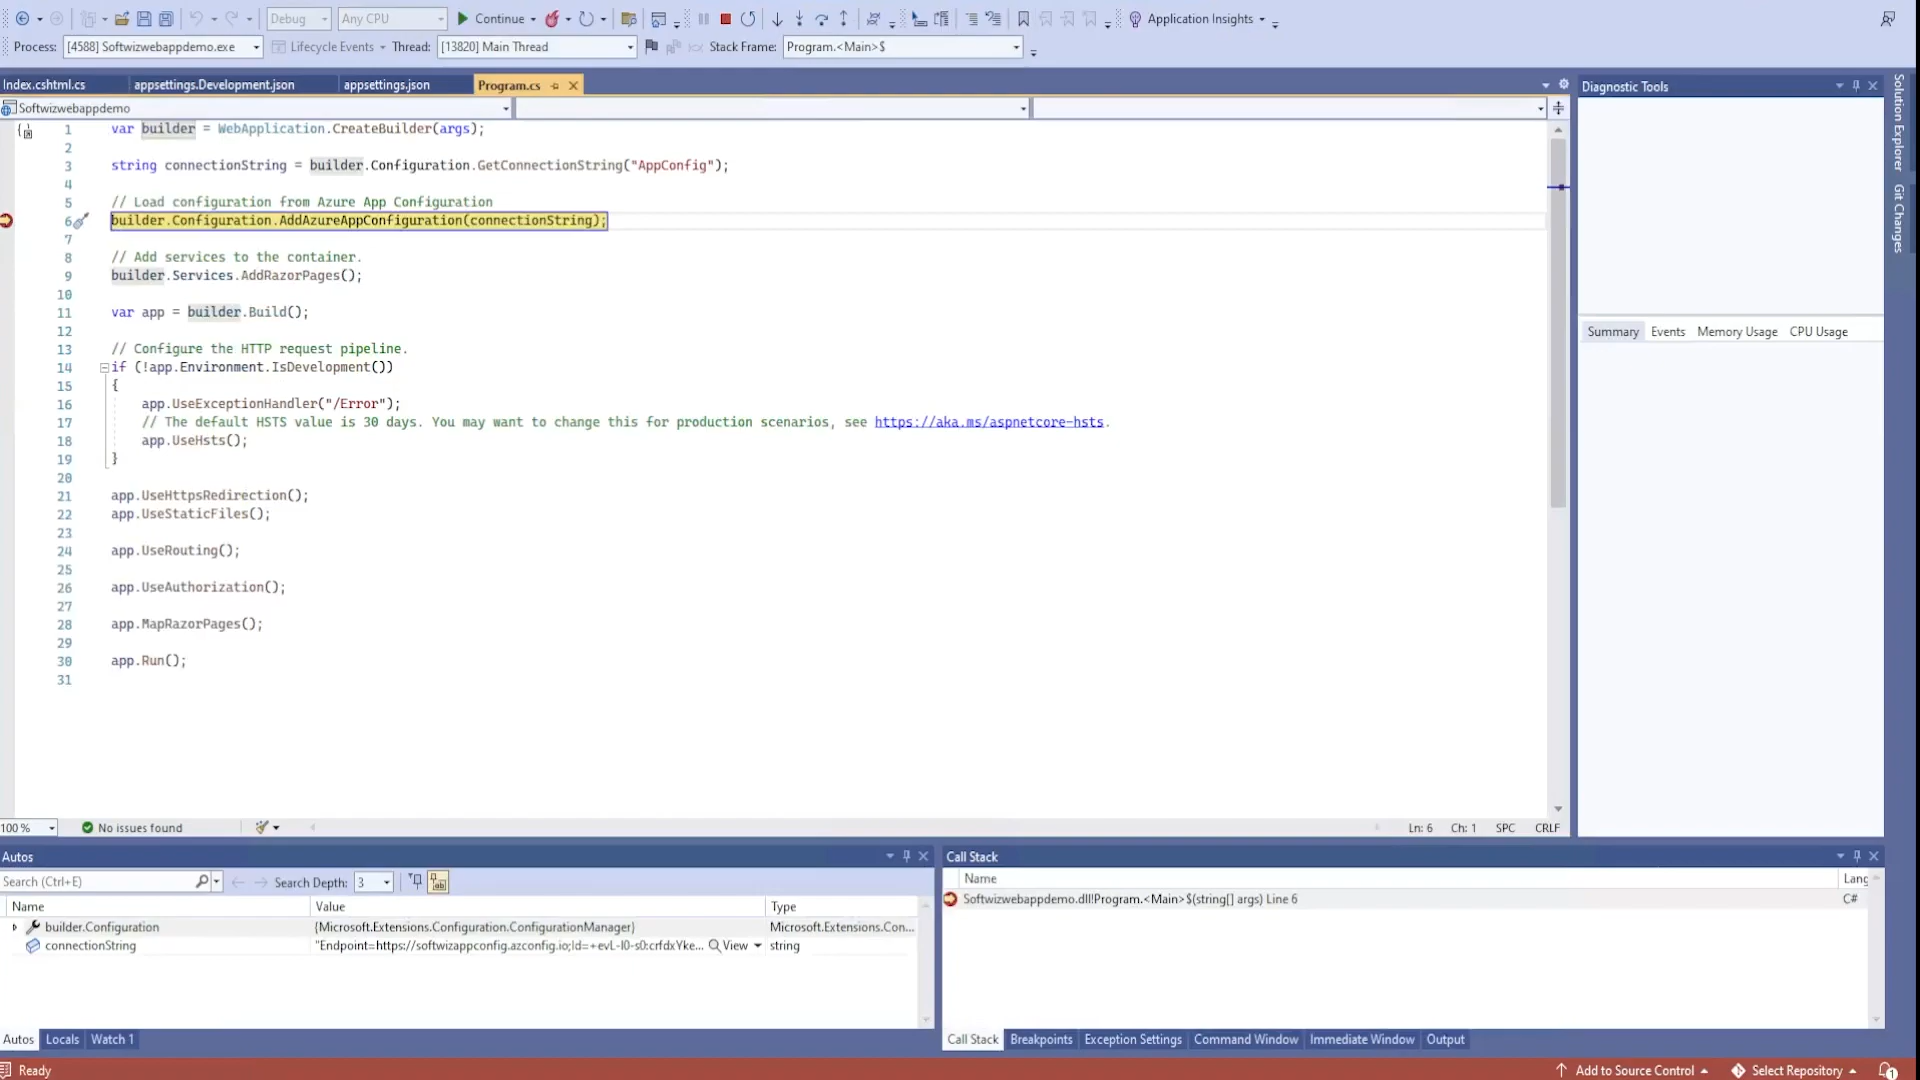 Debug
Any CPU
Continue
Application Insights
Process: [4588] Softwizwebappdemo.exe
Lifecycle Events
Thread: [13820] Main Thread
Stack Frame: Program.<Main>$
Index.cshtml.cs
appsettings.Development.json
appsettings.json
Program.cs
Diagnostic Tools
Solution Explorer
Git Changes
Softwizwebappdemo
1 var builder = WebApplication.CreateBuilder(args);
2
3 string connectionString = builder.Configuration.GetConnectionString("AppConfig");
4
5 // Load configuration from Azure App Configuration
6 builder.Configuration.AddAzureAppConfiguration(connectionString);
7
8 // Add services to the container.
9 builder.Services.AddRazorPages();
10
11 var app = builder.Build();
12
13 // Configure the HTTP request pipeline.
14 if (!app.Environment.IsDevelopment())
15 {
16 app.UseExceptionHandler("/Error");
17 // The default HSTS value is 30 days. You may want to change this for production scenarios, see https://aka.ms/aspnetcore-hsts.
18 app.UseHsts();
19 }
20
21 app.UseHttpsRedirection();
22 app.UseStaticFiles();
23
24 app.UseRouting();
25
26 app.UseAuthorization();
27
28 app.MapRazorPages();
29
30 app.Run();
31
Summary Events Memory Usage CPU Usage
100 %
No issues found
Ln: 6 Ch: 1 SPC CRLF
Autos
Search (Ctrl+E)
Search Depth: 3
Name Value Type
builder.Configuration {Microsoft.Extensions.Configuration.ConfigurationManager} Microsoft.Extensions.Con...
connectionString "Endpoint=https://softwizappconfig.azconfig.io;Id=+evL-l0-s0:crfdxYke... View string
Autos Locals Watch 1
Call Stack
Name Lang
Softwizwebappdemo.dll!Program.<Main>$(string[] args) Line 6 C#
Call Stack Breakpoints Exception Settings Command Window Immediate Window Output
Ready
Add to Source Control
Select Repository
1